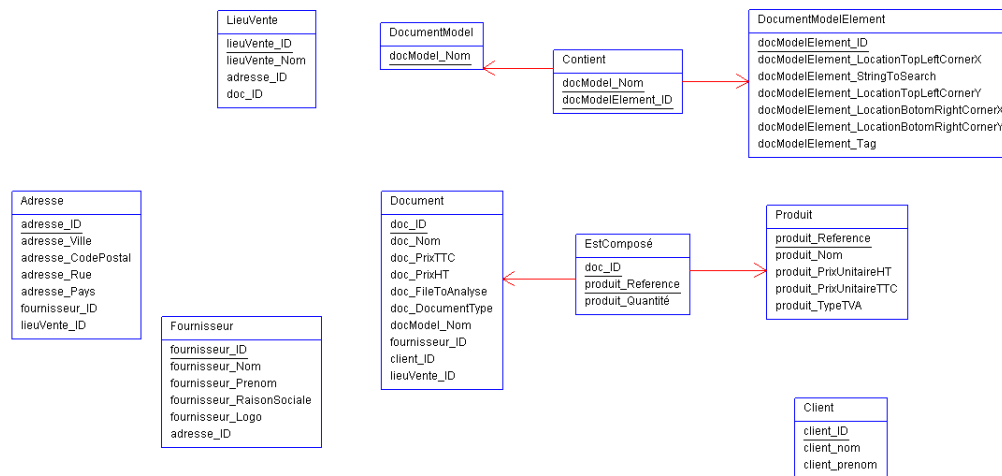 LieuVente
lieuVente_ID
lieuVente_Nom
adresse_ID
doc_ID
DocumentModel
docModel_Nom
Contient
docModel_Nom
docModelElement_ID
DocumentModelElement
docModelElement_ID
docModelElement_LocationTopLeftCornerX
docModelElement_StringToSearch
docModelElement_LocationTopLeftCornerY
docModelElement_LocationBotomRightCornerX
docModelElement_LocationBotomRightCornerY
docModelElement_Tag
Adresse
adresse_ID
adresse_Ville
adresse_CodePostal
adresse_Rue
adresse_Pays
fournisseur_ID
lieuVente_ID
Fournisseur
fournisseur_ID
fournisseur_Nom
fournisseur_Prenom
fournisseur_RaisonSociale
fournisseur_Logo
adresse_ID
Document
doc_ID
doc_Nom
doc_PrixTTC
doc_PrixHT
doc_FileToAnalyse
doc_DocumentType
docModel_Nom
fournisseur_ID
client_ID
lieuVente_ID
EstComposé
doc_ID
produit_Reference
produit_Quantité
Produit
produit_Reference
produit_Nom
produit_PrixUnitaireHT
produit_PrixUnitaireTTC
produit_TypeTVA
Client
client_ID
client_nom
client_prenom